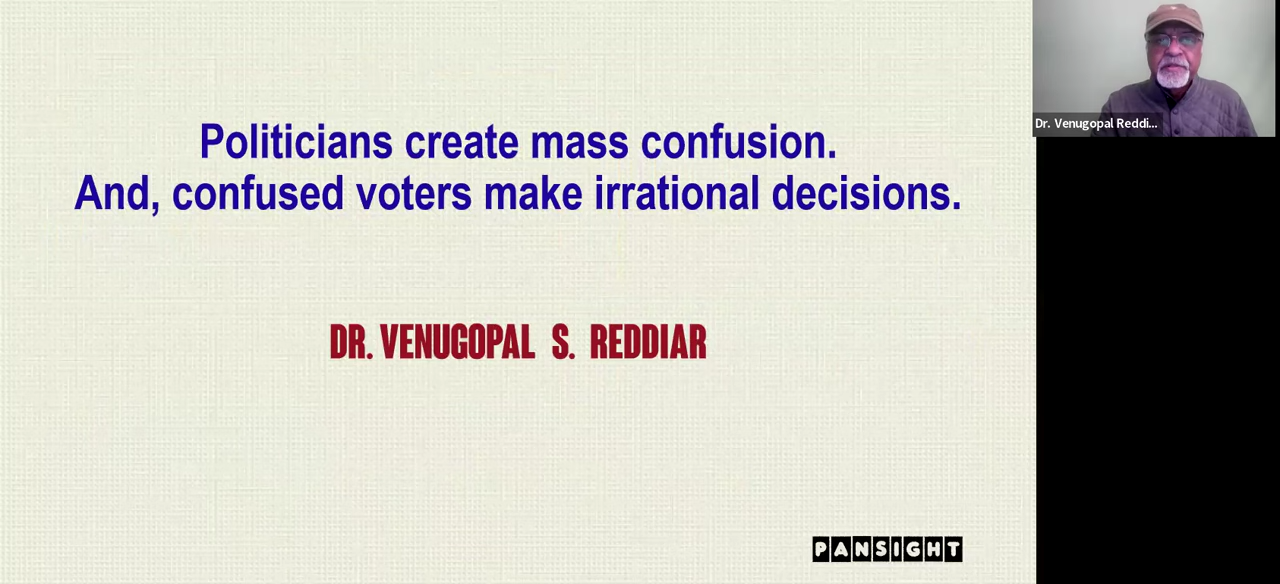 Politicians create mass confusion.
And, confused voters make irrational decisions.
DR. VENUGOPAL S. REDDIAR
PANSIGHT
Dr. Venugopal Reddi...